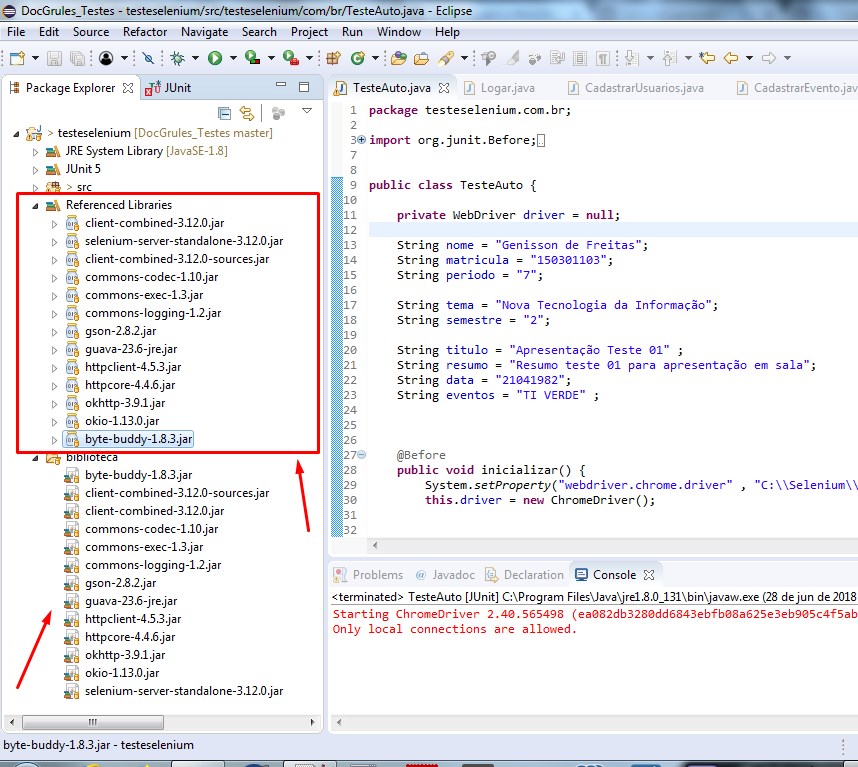 DocGrules_Testes - testeselenium/src/testeselenium/com/br/TesteAuto.java - Eclipse
File Edit Source Refactor Navigate Search Project Run Window Help
Package Explorer JUnit
testeselenium [DocGrules_Testes master]
JRE System Library [JavaSE-1.8]
JUnit 5
> src
Referenced Libraries
client-combined-3.12.0.jar
selenium-server-standalone-3.12.0.jar
client-combined-3.12.0-sources.jar
commons-codec-1.10.jar
commons-exec-1.3.jar
commons-logging-1.2.jar
gson-2.8.2.jar
guava-23.6-jre.jar
httpclient-4.5.3.jar
httpcore-4.4.6.jar
okhttp-3.9.1.jar
okio-1.13.0.jar
byte-buddy-1.8.3.jar
biblioteca
byte-buddy-1.8.3.jar
client-combined-3.12.0-sources.jar
client-combined-3.12.0.jar
commons-codec-1.10.jar
commons-exec-1.3.jar
commons-logging-1.2.jar
gson-2.8.2.jar
guava-23.6-jre.jar
httpclient-4.5.3.jar
httpcore-4.4.6.jar
okhttp-3.9.1.jar
okio-1.13.0.jar
selenium-server-standalone-3.12.0.jar
TesteAuto.java Logar.java CadastrarUsuarios.java CadastrarEvento.jav
1 package testeselenium.com.br;
2
3 import org.junit.Before;
7
8
9 public class TesteAuto {
10
11 private WebDriver driver = null;
12
13 String nome = "Genisson de Freitas";
14 String matricula = "150301103";
15 String periodo = "7";
16
17 String tema = "Nova Tecnologia da Informação";
18 String semestre = "2";
19
20 String titulo = "Apresentação Teste 01" ;
21 String resumo = "Resumo teste 01 para apresentação em sala";
22 String data = "21041982";
23 String eventos = "TI VERDE" ;
24
25
26
27 @Before
28 public void inicializar() {
29 System.setProperty("webdriver.chrome.driver" , "C:\\Selenium\\
30 this.driver = new ChromeDriver();
31
32
Problems @ Javadoc Declaration Console
<terminated> TesteAuto [JUnit] C:\Program Files\Java\jre1.8.0_131\bin\javaw.exe (28 de jun de 2018
Starting ChromeDriver 2.40.565498 (ea082db3280dd6843ebfb08a625e3eb905c4f5ab
Only local connections are allowed.
byte-buddy-1.8.3.jar - testeselenium